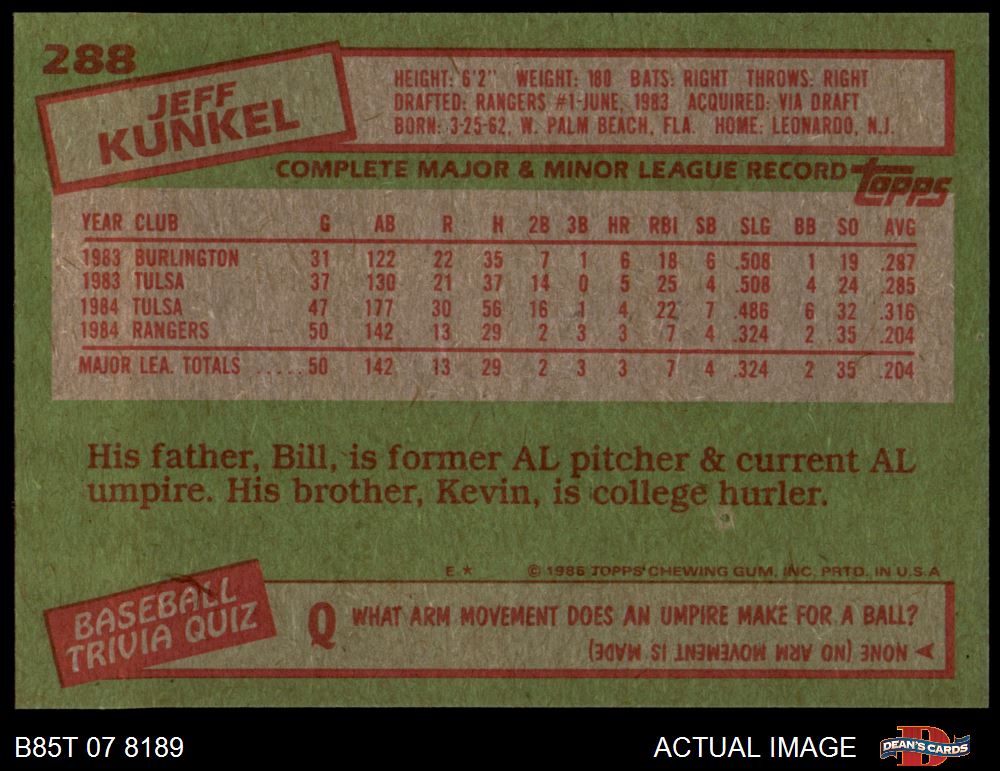 288
JEFF
KUNKEL
HEIGHT: 6'2" WEIGHT: 180 BATS: RIGHT THROWS: RIGHT
DRAFTED: RANGERS #1-JUNE, 1983 ACQUIRED: VIA DRAFT
BORN: 3-25-62, W. PALM BEACH, FLA. HOME: LEONARDO, N.J.
COMPLETE MAJOR & MINOR LEAGUE RECORD topps
YEAR CLUB G AB R H 2B 3B HR RBI SB SLG BB SO AVG
1983 BURLINGTON 31 122 22 35 7 1 6 18 6 .508 1 19 .287
1983 TULSA 37 130 21 37 14 0 5 25 4 .508 4 24 .285
1984 TULSA 47 177 30 56 16 1 4 22 7 .486 6 32 .316
1984 RANGERS 50 142 13 29 2 3 3 7 4 .324 2 35 .204
MAJOR LEA. TOTALS .....50 142 13 29 2 3 3 7 4 .324 2 35 .204
His father, Bill, is former AL pitcher & current AL
umpire. His brother, Kevin, is college hurler.
E * © 1985 TOPPS CHEWING GUM, INC. PRTD. IN U.S.A
BASEBALL
TRIVIA QUIZ
Q WHAT ARM MOVEMENT DOES AN UMPIRE MAKE FOR A BALL?
NONE (NO ARM MOVEMENT IS MADE)
B85T 07 8189
ACTUAL IMAGE
DEAN'S CARDS